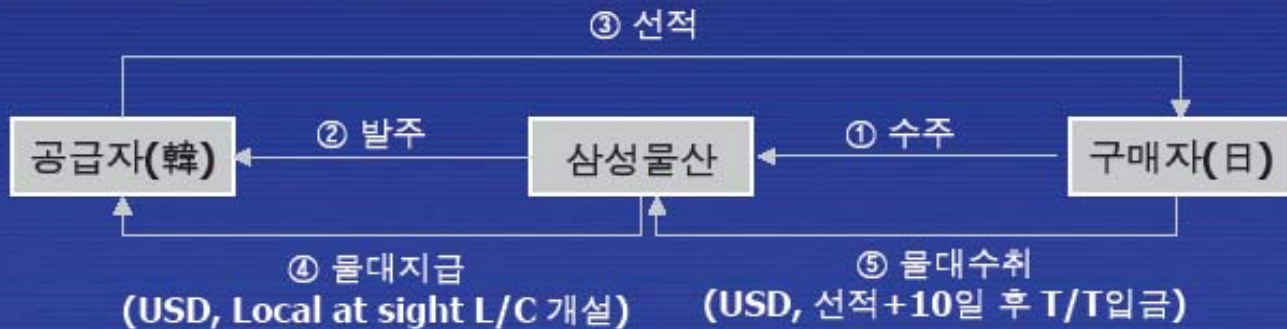 ③ 선적
공급자(韓)
② 발주
삼성물산
① 수주
구매자(日)
④ 물대지급
(USD, Local at sight L/C 개설)
⑤ 물대수취
(USD, 선적+10일 후 T/T입금)